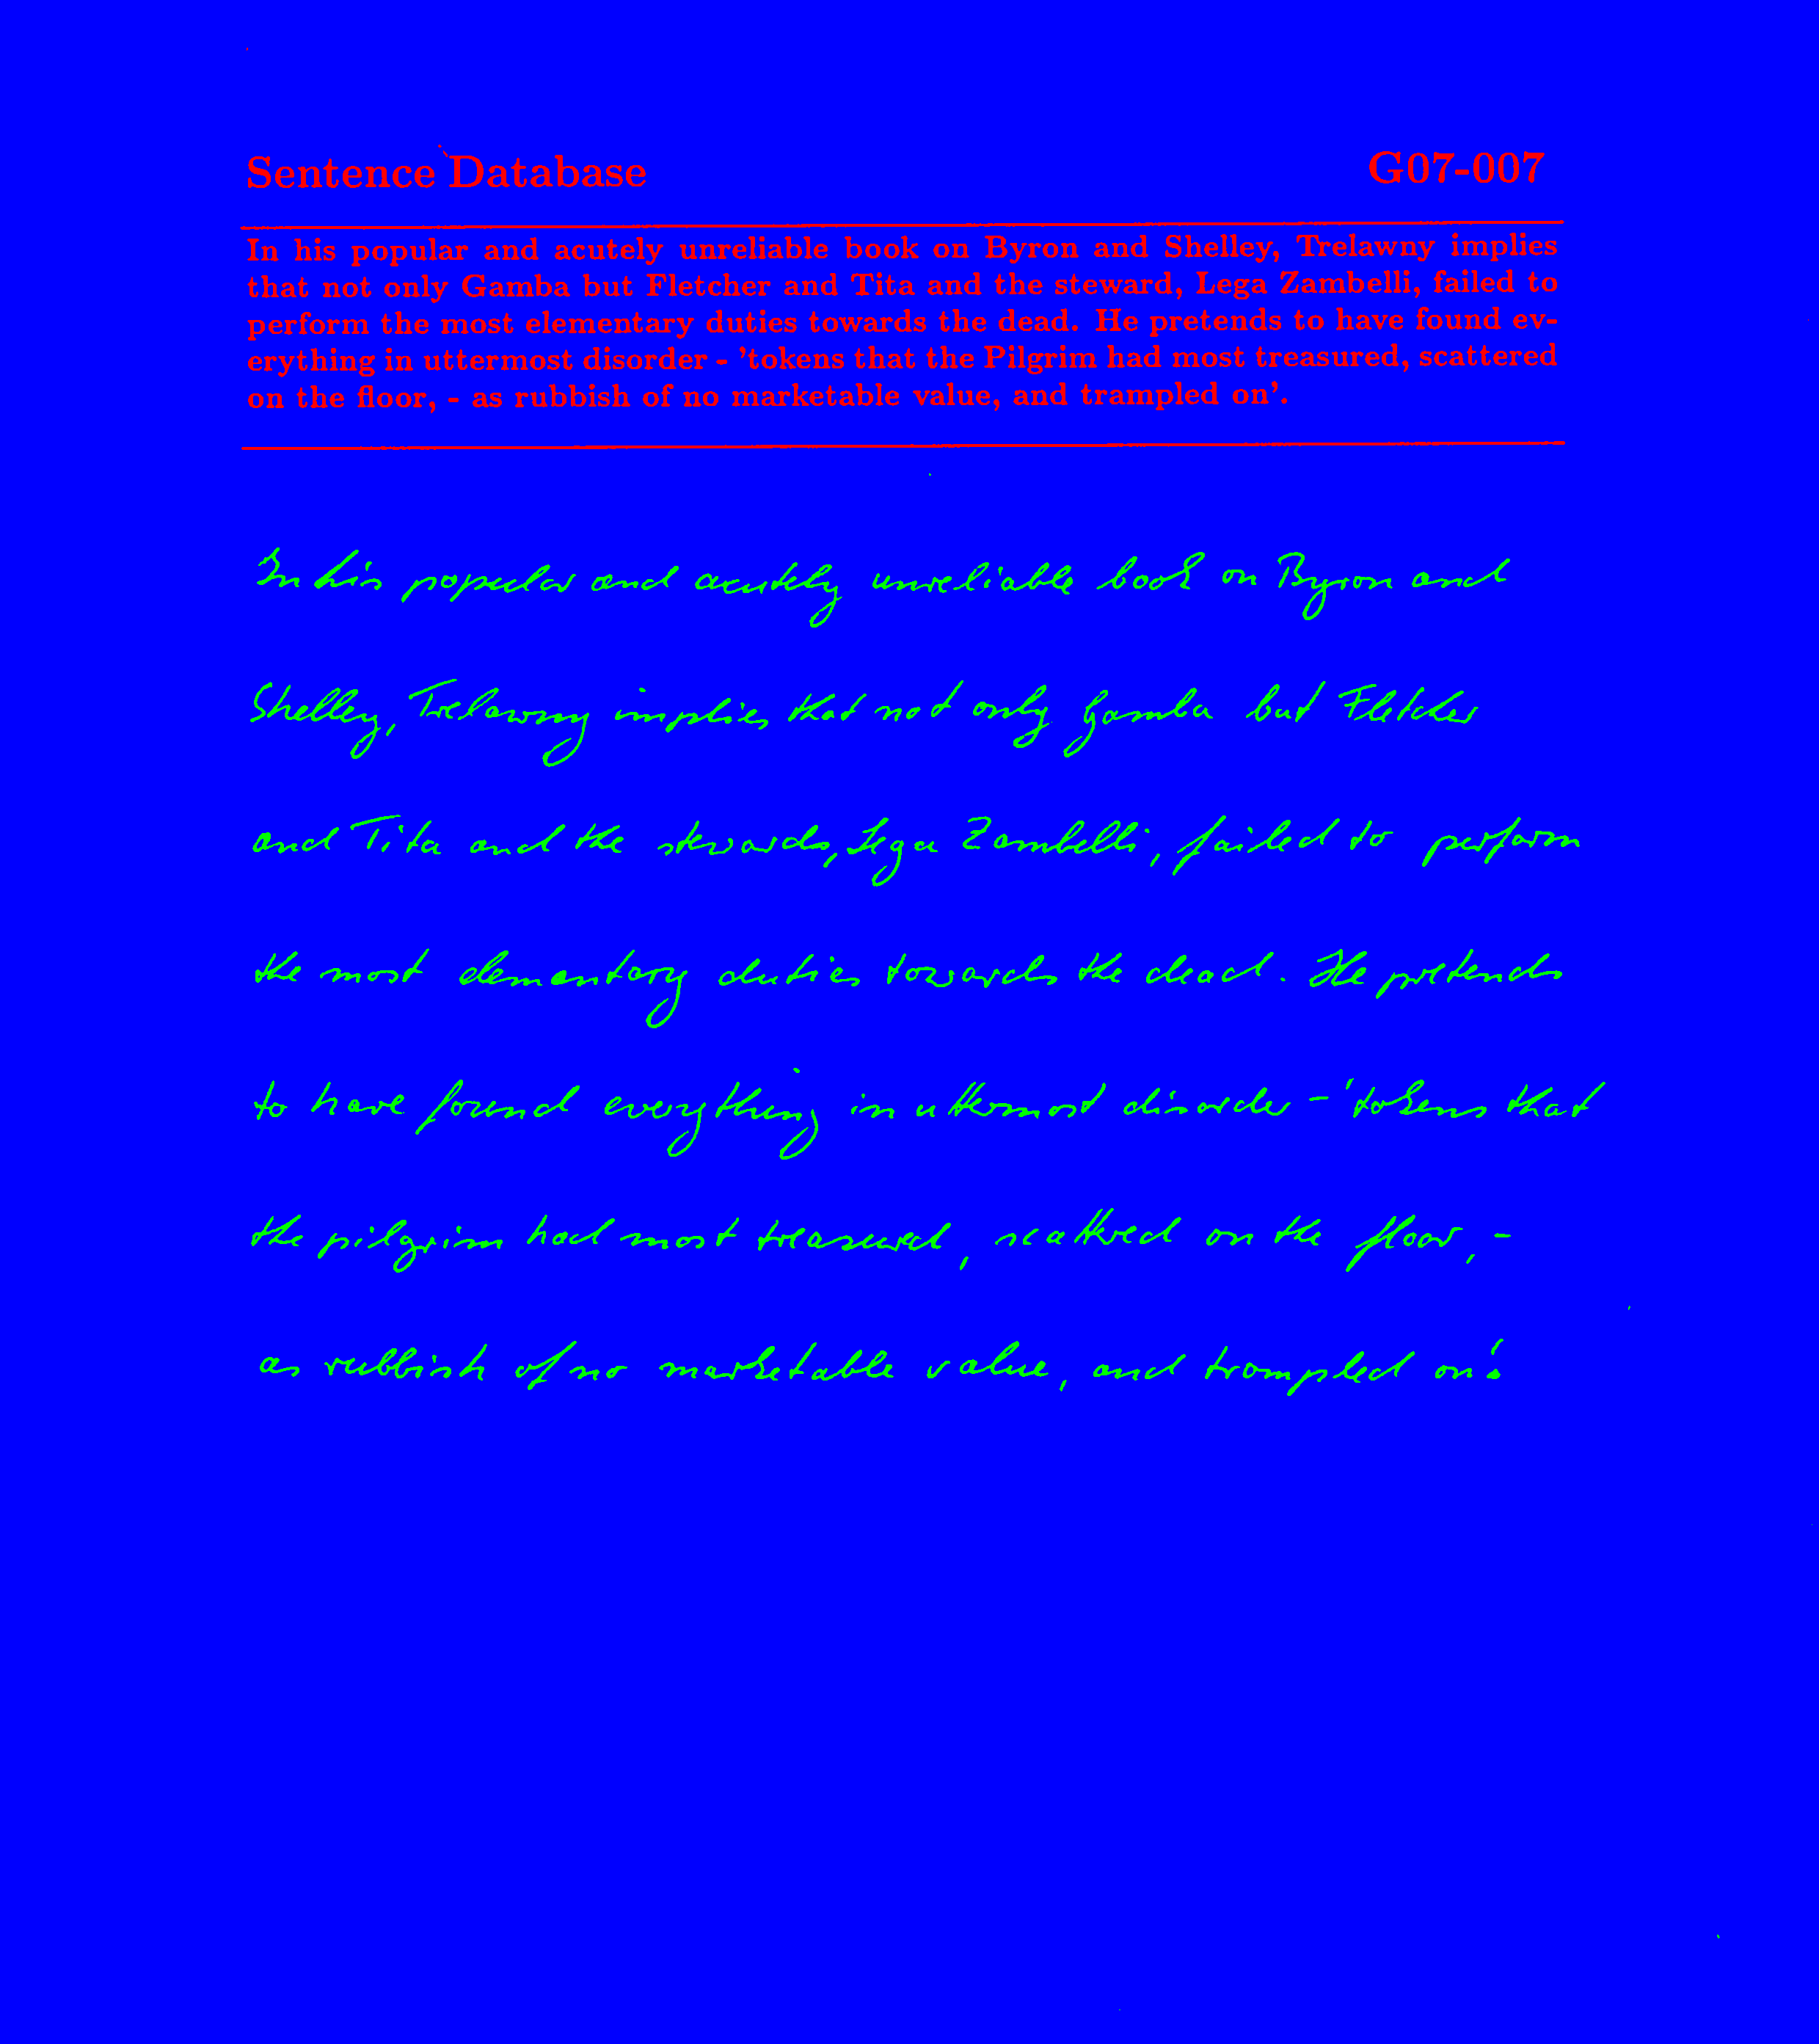 Sentence Database G07-007
In his popular and acutely unreliable book on Byron and Shelley, Trelawny implies
that not only Gamba but Fletcher and Tita and the steward, Lega Zambelli, failed to
perform the most elementary duties towards the dead. He pretends to have found ev-
erything in uttermost disorder - 'tokens that the Pilgrim had most treasured, scattered
on the floor, - as rubbish of no marketable value, and trampled on'.
In his popular and acutely unreliable book on Byron and
Shelley, Trelawny implies that not only Gamba but Fletcher
and Tita and the stewards, Lega Zambelli, failed to perform
the most elementary duties towards the dead. He pretends
to have found everything in uttermost disorder - 'tokens that
the pilgrim had most treasured, scattered on the floor, -
as rubbish of no marketable value, and trampled on'.